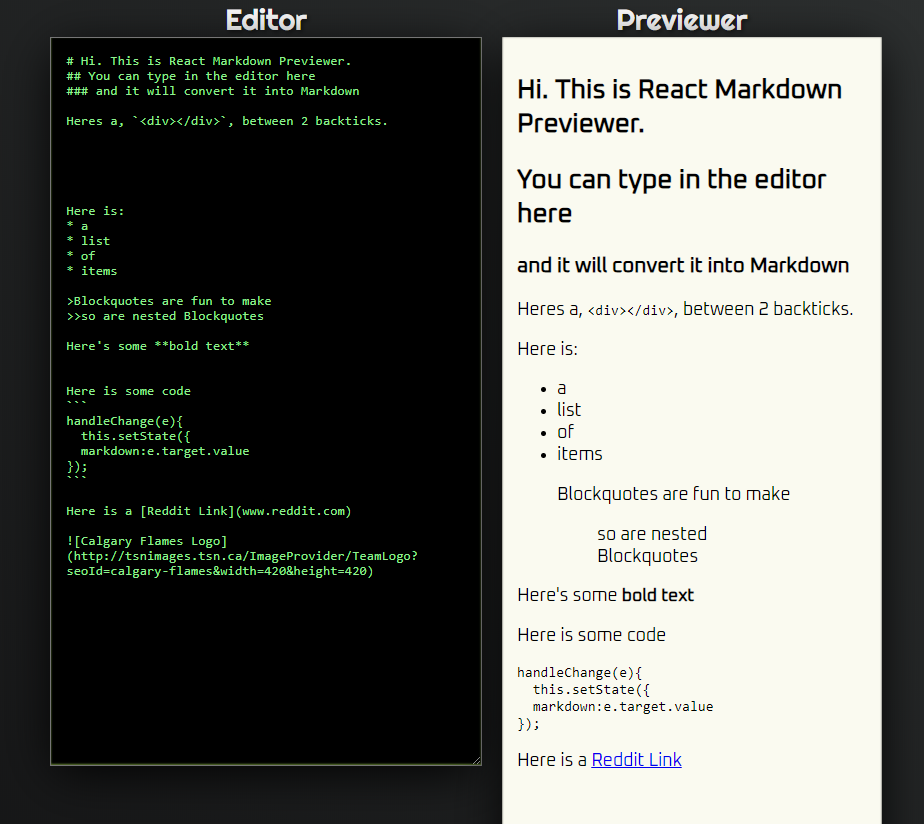 Editor
# Hi. This is React Markdown Previewer.
## You can type in the editor here
### and it will convert it into Markdown
Heres a, `<div></div>`, between 2 backticks.
Here is:
* a
* list
* of
* items
>Blockquotes are fun to make
>>so are nested Blockquotes
Here's some **bold text**
Here is some code
```
handleChange(e){
  this.setState({
  markdown:e.target.value
});
```
Here is a [Reddit Link](www.reddit.com)
![Calgary Flames Logo]
(http://tsnimages.tsn.ca/ImageProvider/TeamLogo?
seoId=calgary-flames&width=420&height=420)
Previewer
Hi. This is React Markdown
Previewer.
You can type in the editor
here
and it will convert it into Markdown
Heres a, <div></div>, between 2 backticks.
Here is:
• a
• list
• of
• items
Blockquotes are fun to make
so are nested
Blockquotes
Here's some bold text
Here is some code
handleChange(e){
  this.setState({
  markdown:e.target.value
});
Here is a Reddit Link